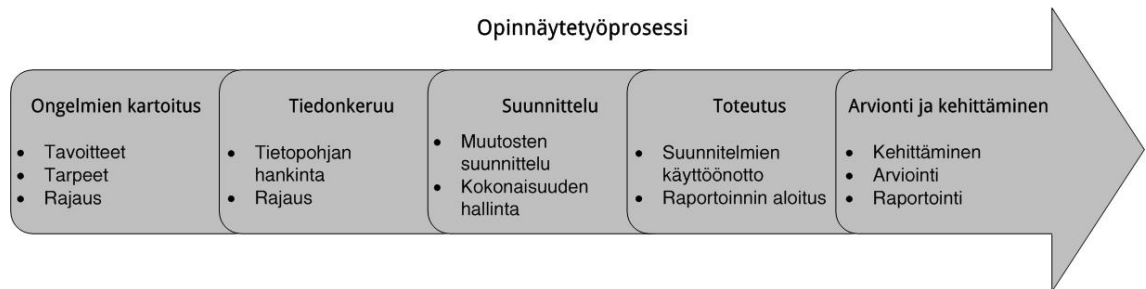 Opinnäytetyöprosessi
Ongelmien kartoitus
• Tavoitteet
• Tarpeet
• Rajaus
Tiedonkeruu
• Tietopohjan
hankinta
• Rajaus
Suunnittelu
• Muutosten
suunnittelu
• Kokonaisuuden
hallinta
Toteutus
• Suunnitelmien
käyttöönotto
• Raportoinnin aloitus
Arvionti ja kehittäminen
• Kehittäminen
• Arviointi
• Raportointi